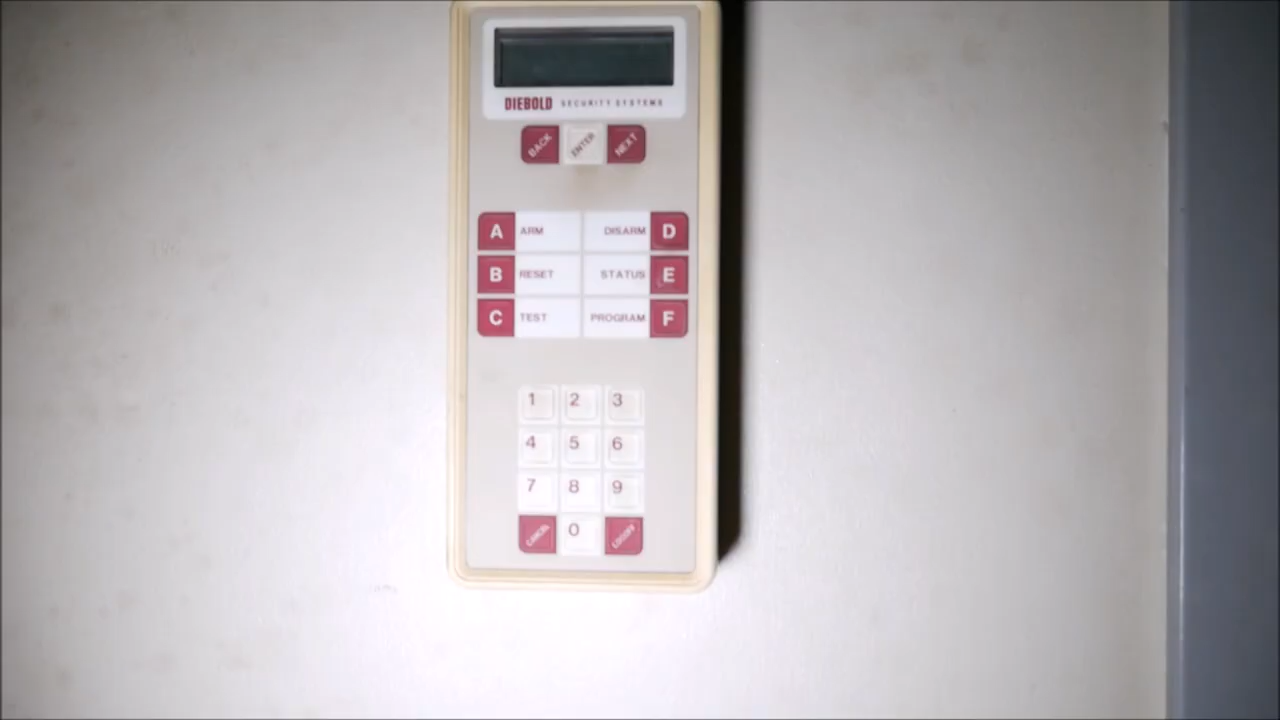 DIEBOLD SECURITY SYSTEMS
BACK ENTER NEXT
A ARM DISARM D
B RESET STATUS E
C TEST PROGRAM F
1 2 3
4 5 6
7 8 9
CANCEL 0 LOGOFF